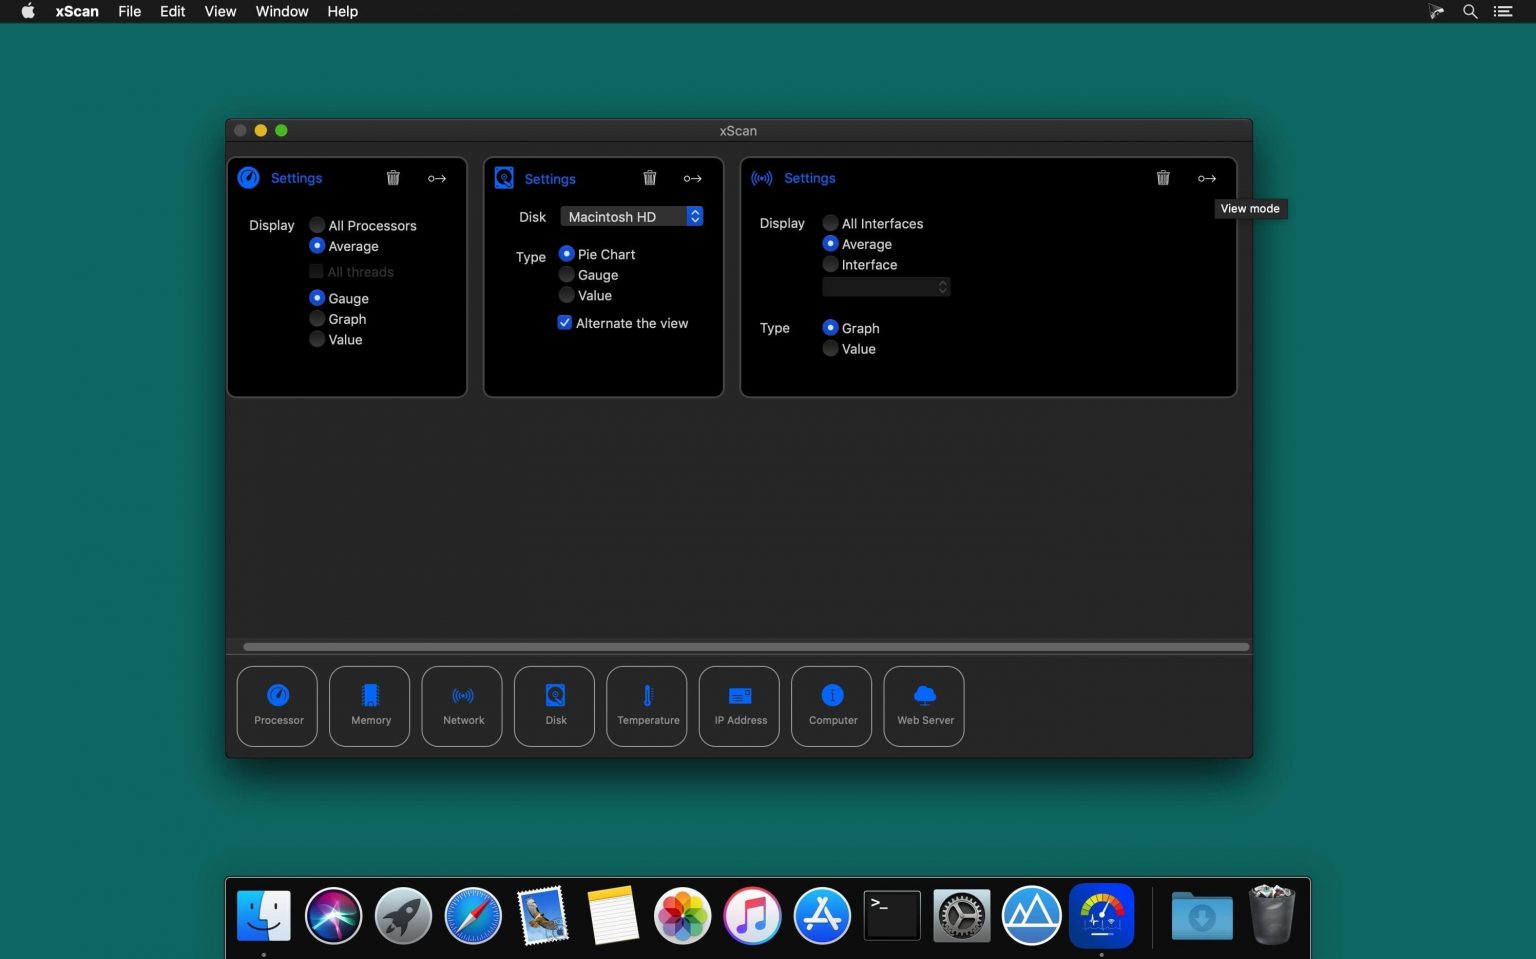 xScan File Edit View Window Help
xScan
Settings
Display
All Processors
Average
All threads
Gauge
Graph
Value
Settings
Disk Macintosh HD
Type
Pie Chart
Gauge
Value
Alternate the view
Settings
View mode
Display
All Interfaces
Average
Interface
Type
Graph
Value
Processor
Memory
Network
Disk
Temperature
IP Address
Computer
Web Server
>_